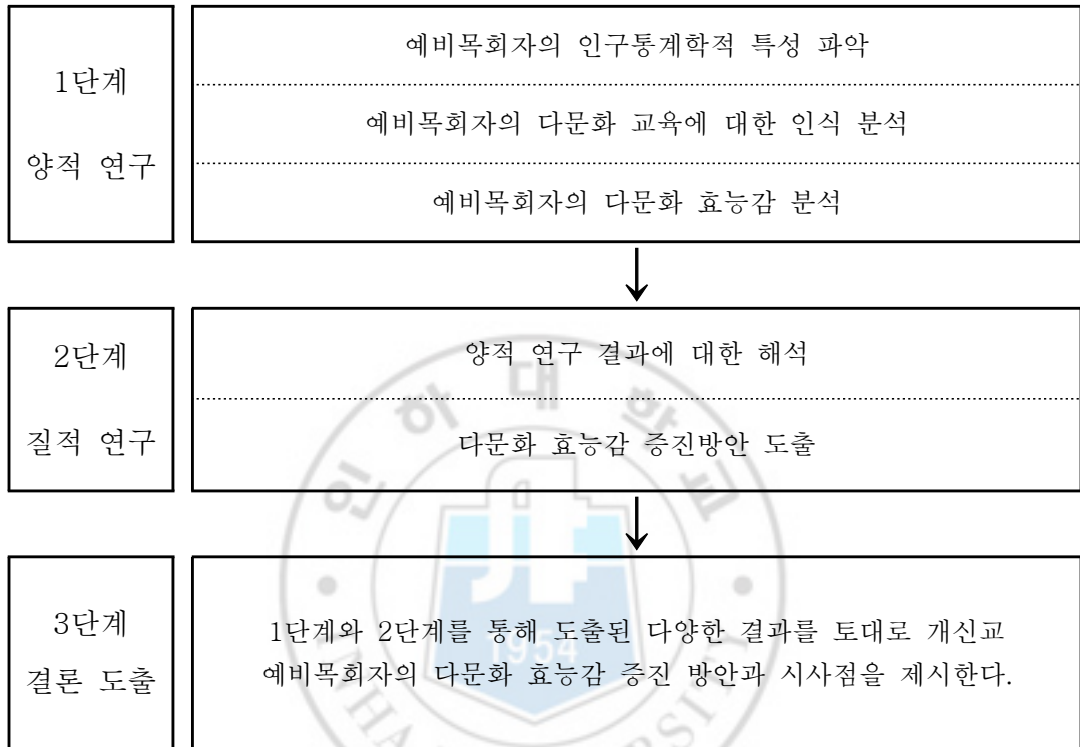 1단계
양적 연구
예비목회자의 인구통계학적 특성 파악
예비목회자의 다문화 교육에 대한 인식 분석
예비목회자의 다문화 효능감 분석
2단계
질적 연구
양적 연구 결과에 대한 해석
다문화 효능감 증진방안 도출
3단계
결론 도출
1단계와 2단계를 통해 도출된 다양한 결과를 토대로 개신교
예비목회자의 다문화 효능감 증진 방안과 시사점을 제시한다.
인하대학교
1954